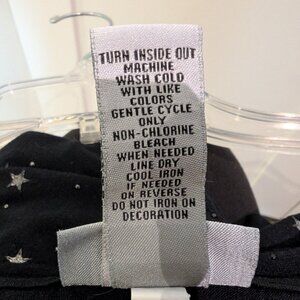 TURN INSIDE OUT
MACHINE
WASH COLD
WITH LIKE
COLORS
GENTLE CYCLE
ONLY
NON-CHLORINE
BLEACH
WHEN NEEDED
LINE DRY
COOL IRON
IF NEEDED
ON REVERSE
DO NOT IRON ON
DECORATION